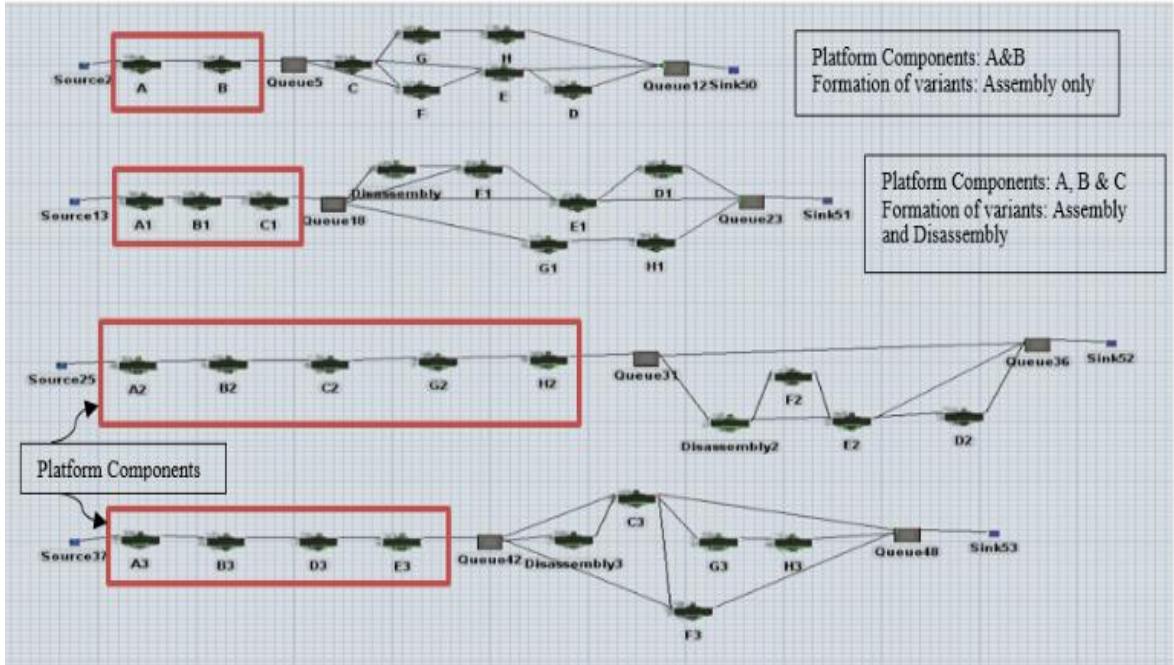 G
H
Platform Components: A&B
Formation of variants: Assembly only
Source2
A
B
Queue5
C
E
Queue12
Sink50
F
D
Disassembly
F1
D1
Platform Components: A, B & C
Formation of variants: Assembly
and Disassembly
Source13
A1
B1
C1
Queue18
E1
Queue23
Sink51
G1
H1
Source25
A2
B2
C2
G2
H2
Queue31
Queue36
Sink52
F2
Disassembly2
E2
D2
Platform Components
C3
Source37
A3
B3
D3
E3
Queue42
Disassembly3
G3
H3
Queue48
Sink53
F3